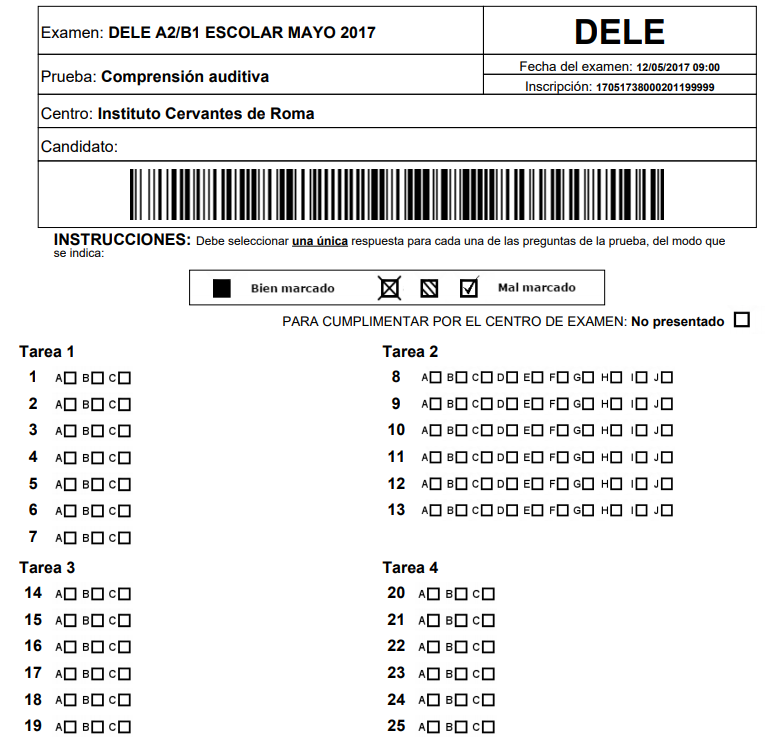 Examen: DELE A2/B1 ESCOLAR MAYO 2017
DELE
Fecha del examen: 12/05/2017 09:00
Prueba: Comprensión auditiva
Inscripción: 17051738000201199999
Centro: Instituto Cervantes de Roma
Candidato:
INSTRUCCIONES: Debe seleccionar una única respuesta para cada una de las preguntas de la prueba, del modo que
se indica:
Bien marcado Mal marcado
PARA CUMPLIMENTAR POR EL CENTRO DE EXAMEN: No presentado
Tarea 1
1 A B C
2 A B C
3 A B C
4 A B C
5 A B C
6 A B C
7 A B C
Tarea 2
8 A B C D E F G H I J
9 A B C D E F G H I J
10 A B C D E F G H I J
11 A B C D E F G H I J
12 A B C D E F G H I J
13 A B C D E F G H I J
Tarea 3
14 A B C
15 A B C
16 A B C
17 A B C
18 A B C
19 A B C
Tarea 4
20 A B C
21 A B C
22 A B C
23 A B C
24 A B C
25 A B C